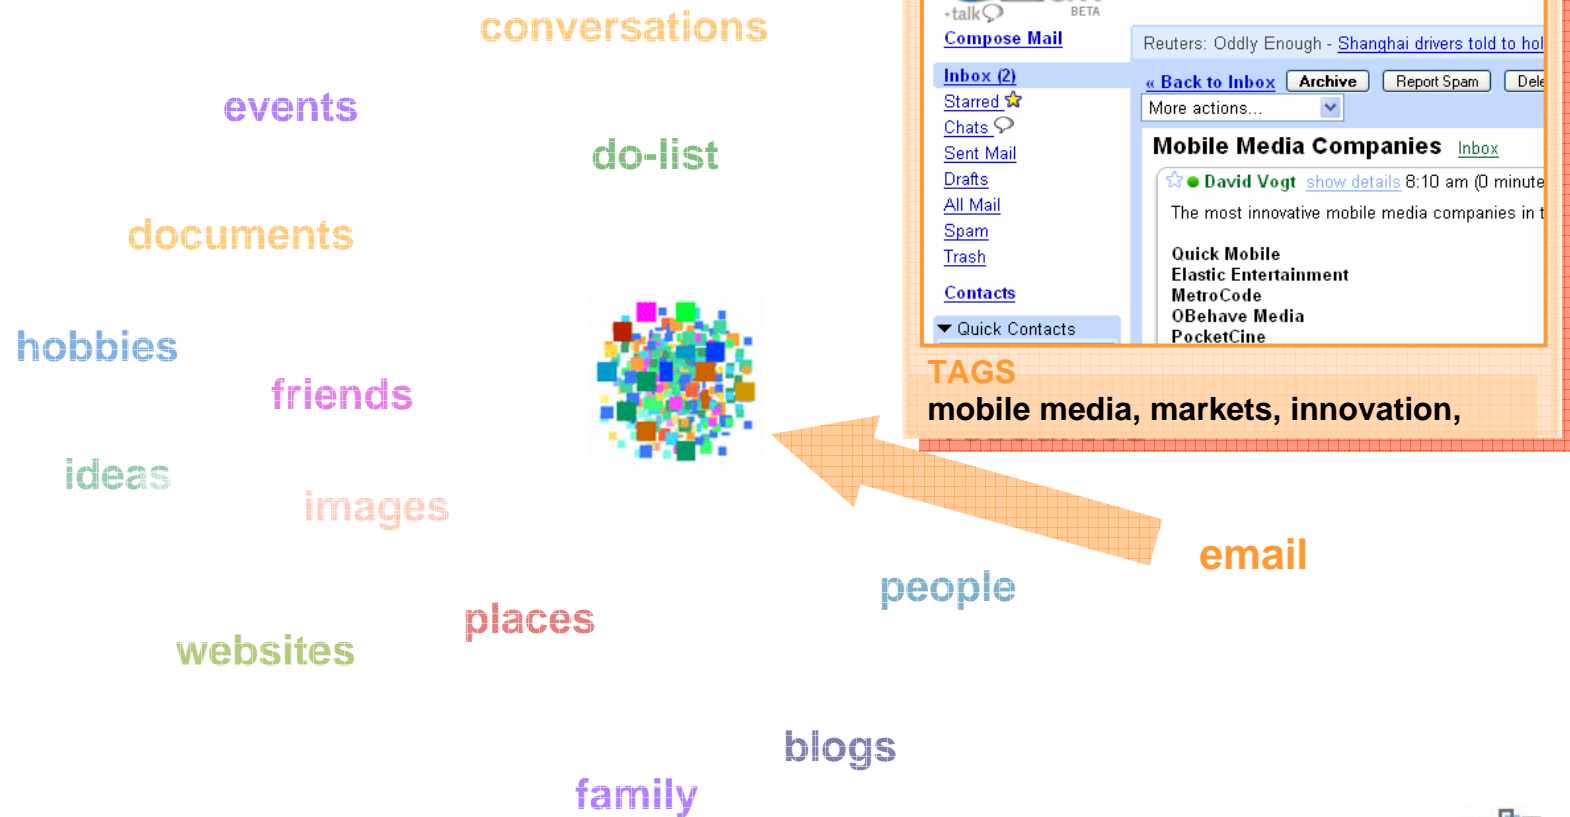 conversations
events
do-list
documents
hobbies
friends
ideas
images
people
places
websites
blogs
family
email
talk
BETA
Compose Mail
Inbox (2)
Starred
Chats
Sent Mail
Drafts
All Mail
Spam
Trash
Contacts
Quick Contacts
Reuters: Oddly Enough - Shanghai drivers told to hol
« Back to Inbox Archive Report Spam Dele
More actions...
Mobile Media Companies Inbox
David Vogt show details 8:10 am (0 minute
The most innovative mobile media companies in t
Quick Mobile
Elastic Entertainment
MetroCode
OBehave Media
PocketCine
TAGS
mobile media, markets, innovation,